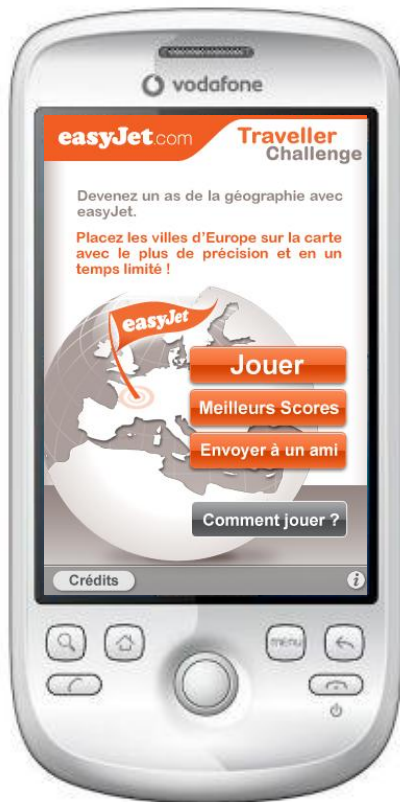 vodafone
easyJet.com Traveller
Challenge
Devenez un as de la géographie avec
easyJet.
Placez les villes d'Europe sur la carte
avec le plus de précision et en un
temps limité !
easyJet
Jouer
Meilleurs Scores
Envoyer à un ami
Comment jouer ?
Crédits
i
menu